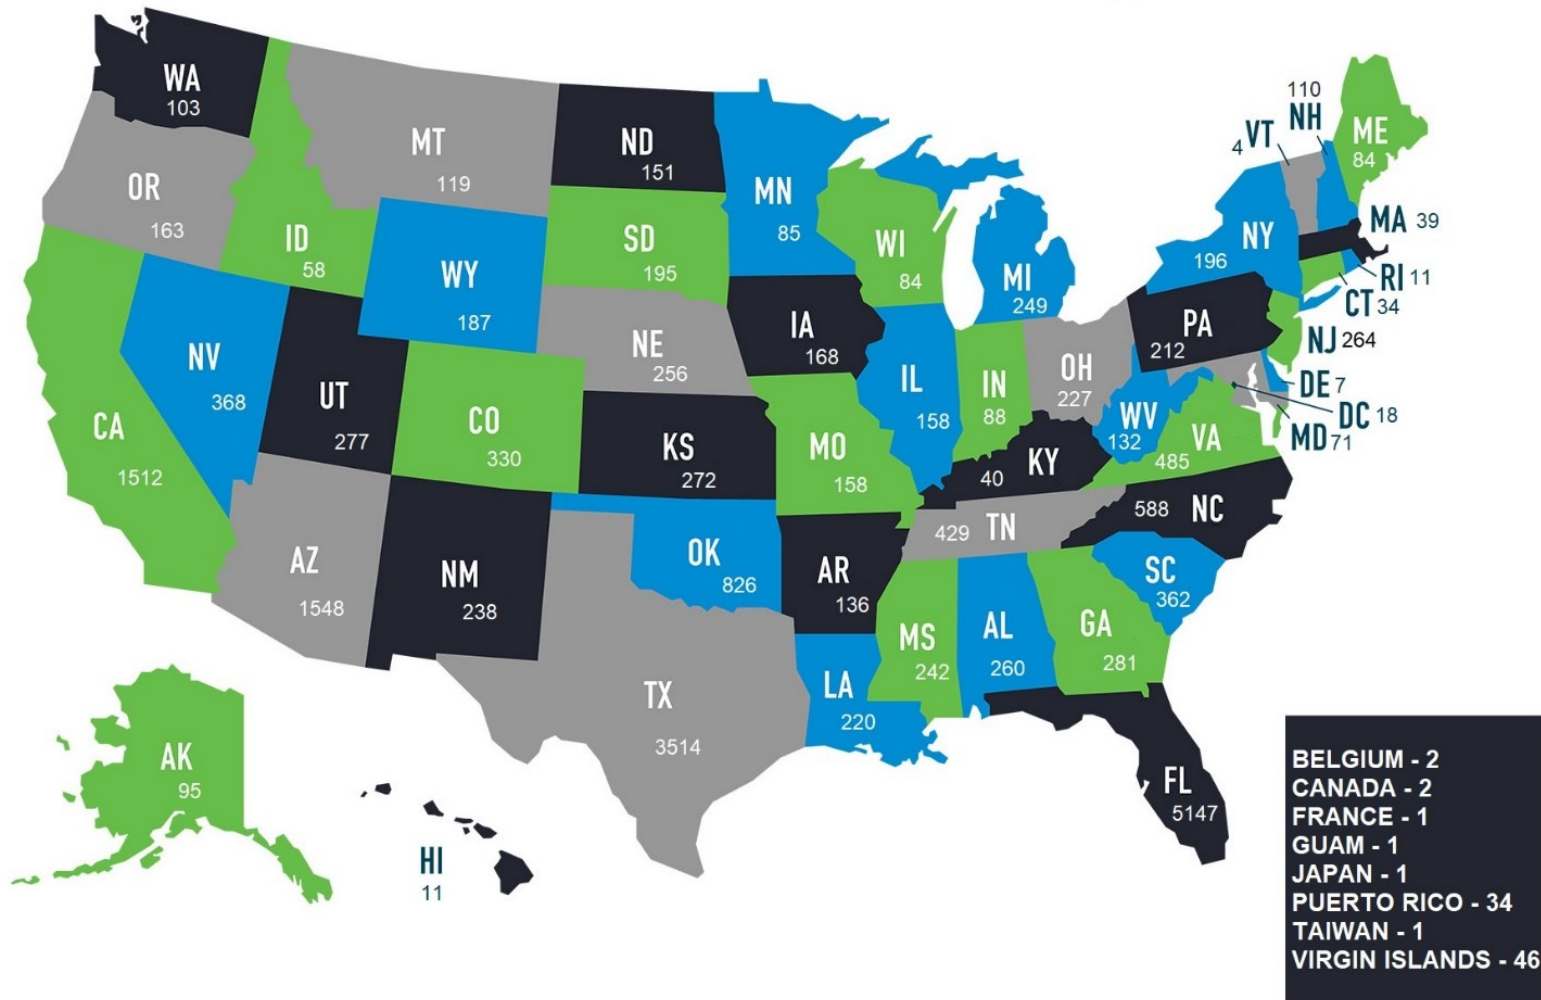 WA
103
OR
163
CA
1512
NV
368
ID
58
MT
119
WY
187
UT
277
AZ
1548
CO
330
NM
238
ND
151
SD
195
NE
256
KS
272
OK
826
TX
3514
MN
85
IA
168
MO
158
AR
136
LA
220
WI
84
IL
158
MI
249
IN
88
OH
227
KY
40
TN
429
MS
242
AL
260
GA
281
FL
5147
SC
362
NC
588
VA
485
WV
132
PA
212
NY
196
VT
4
110
NH
ME
84
MA 39
RI 11
CT 34
NJ 264
DE 7
DC 18
MD 71
AK
95
HI
11
BELGIUM - 2
CANADA - 2
FRANCE - 1
GUAM - 1
JAPAN - 1
PUERTO RICO - 34
TAIWAN - 1
VIRGIN ISLANDS - 46